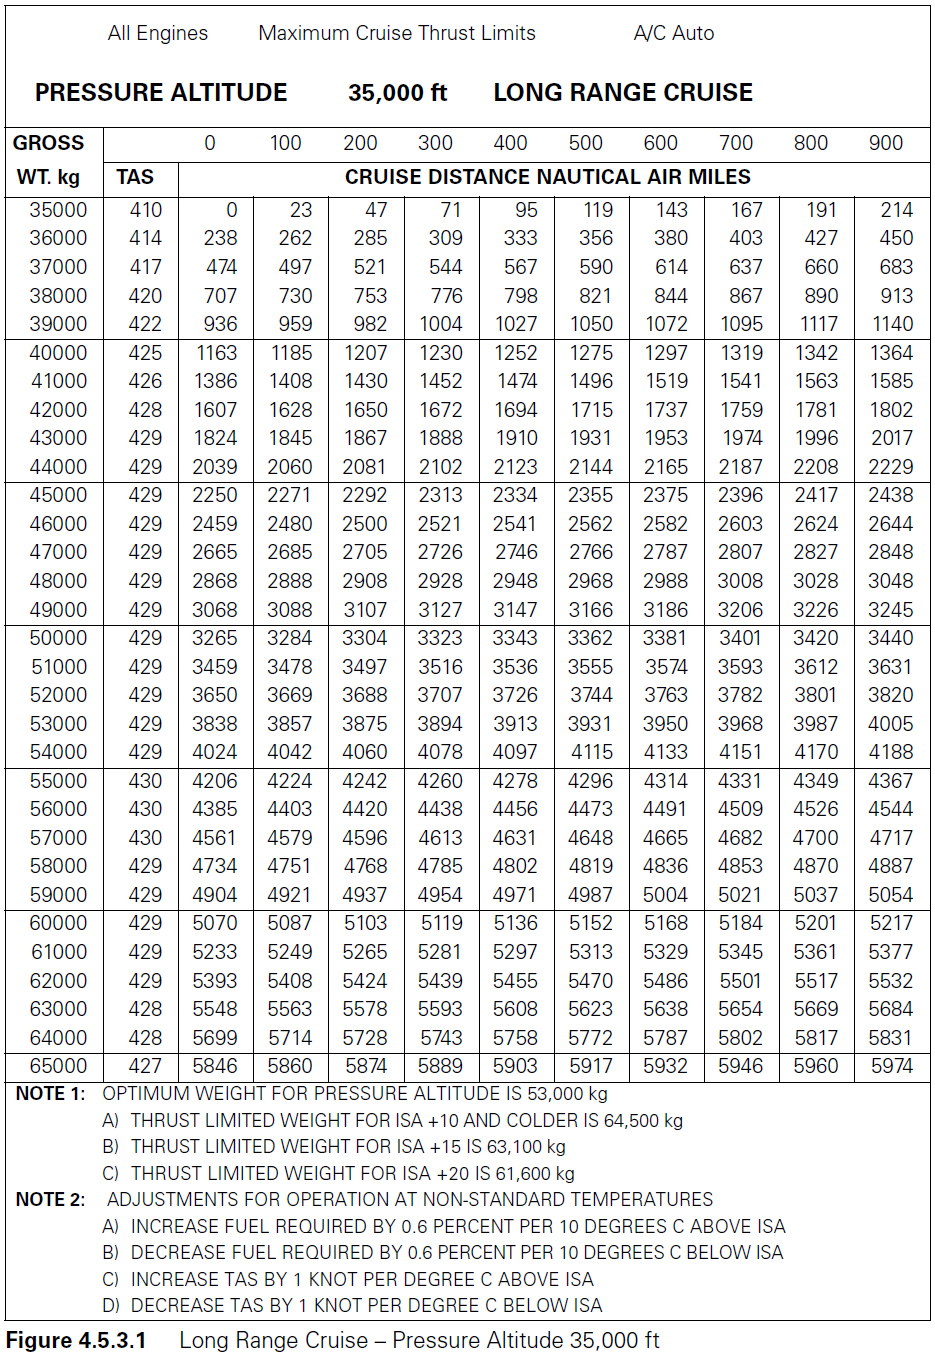 All Engines Maximum Cruise Thrust Limits A/C Auto
PRESSURE ALTITUDE 35,000 ft LONG RANGE CRUISE
GROSS 0 100 200 300 400 500 600 700 800 900
WT. kg TAS CRUISE DISTANCE NAUTICAL AIR MILES
35000 410 0 23 47 71 95 119 143 167 191 214
36000 414 238 262 285 309 333 356 380 403 427 450
37000 417 474 497 521 544 567 590 614 637 660 683
38000 420 707 730 753 776 798 821 844 867 890 913
39000 422 936 959 982 1004 1027 1050 1072 1095 1117 1140
40000 425 1163 1185 1207 1230 1252 1275 1297 1319 1342 1364
41000 426 1386 1408 1430 1452 1474 1496 1519 1541 1563 1585
42000 428 1607 1628 1650 1672 1694 1715 1737 1759 1781 1802
43000 429 1824 1845 1867 1888 1910 1931 1953 1974 1996 2017
44000 429 2039 2060 2081 2102 2123 2144 2165 2187 2208 2229
45000 429 2250 2271 2292 2313 2334 2355 2375 2396 2417 2438
46000 429 2459 2480 2500 2521 2541 2562 2582 2603 2624 2644
47000 429 2665 2685 2705 2726 2746 2766 2787 2807 2827 2848
48000 429 2868 2888 2908 2928 2948 2968 2988 3008 3028 3048
49000 429 3068 3088 3107 3127 3147 3166 3186 3206 3226 3245
50000 429 3265 3284 3304 3323 3343 3362 3381 3401 3420 3440
51000 429 3459 3478 3497 3516 3536 3555 3574 3593 3612 3631
52000 429 3650 3669 3688 3707 3726 3744 3763 3782 3801 3820
53000 429 3838 3857 3875 3894 3913 3931 3950 3968 3987 4005
54000 429 4024 4042 4060 4078 4097 4115 4133 4151 4170 4188
55000 430 4206 4224 4242 4260 4278 4296 4314 4331 4349 4367
56000 430 4385 4403 4420 4438 4456 4473 4491 4509 4526 4544
57000 430 4561 4579 4596 4613 4631 4648 4665 4682 4700 4717
58000 429 4734 4751 4768 4785 4802 4819 4836 4853 4870 4887
59000 429 4904 4921 4937 4954 4971 4987 5004 5021 5037 5054
60000 429 5070 5087 5103 5119 5136 5152 5168 5184 5201 5217
61000 429 5233 5249 5265 5281 5297 5313 5329 5345 5361 5377
62000 429 5393 5408 5424 5439 5455 5470 5486 5501 5517 5532
63000 428 5548 5563 5578 5593 5608 5623 5638 5654 5669 5684
64000 428 5699 5714 5728 5743 5758 5772 5787 5802 5817 5831
65000 427 5846 5860 5874 5889 5903 5917 5932 5946 5960 5974
NOTE 1: OPTIMUM WEIGHT FOR PRESSURE ALTITUDE IS 53,000 kg
A) THRUST LIMITED WEIGHT FOR ISA +10 AND COLDER IS 64,500 kg
B) THRUST LIMITED WEIGHT FOR ISA +15 IS 63,100 kg
C) THRUST LIMITED WEIGHT FOR ISA +20 IS 61,600 kg
NOTE 2: ADJUSTMENTS FOR OPERATION AT NON-STANDARD TEMPERATURES
A) INCREASE FUEL REQUIRED BY 0.6 PERCENT PER 10 DEGREES C ABOVE ISA
B) DECREASE FUEL REQUIRED BY 0.6 PERCENT PER 10 DEGREES C BELOW ISA
C) INCREASE TAS BY 1 KNOT PER DEGREE C ABOVE ISA
D) DECREASE TAS BY 1 KNOT PER DEGREE C BELOW ISA
Figure 4.5.3.1 Long Range Cruise – Pressure Altitude 35,000 ft